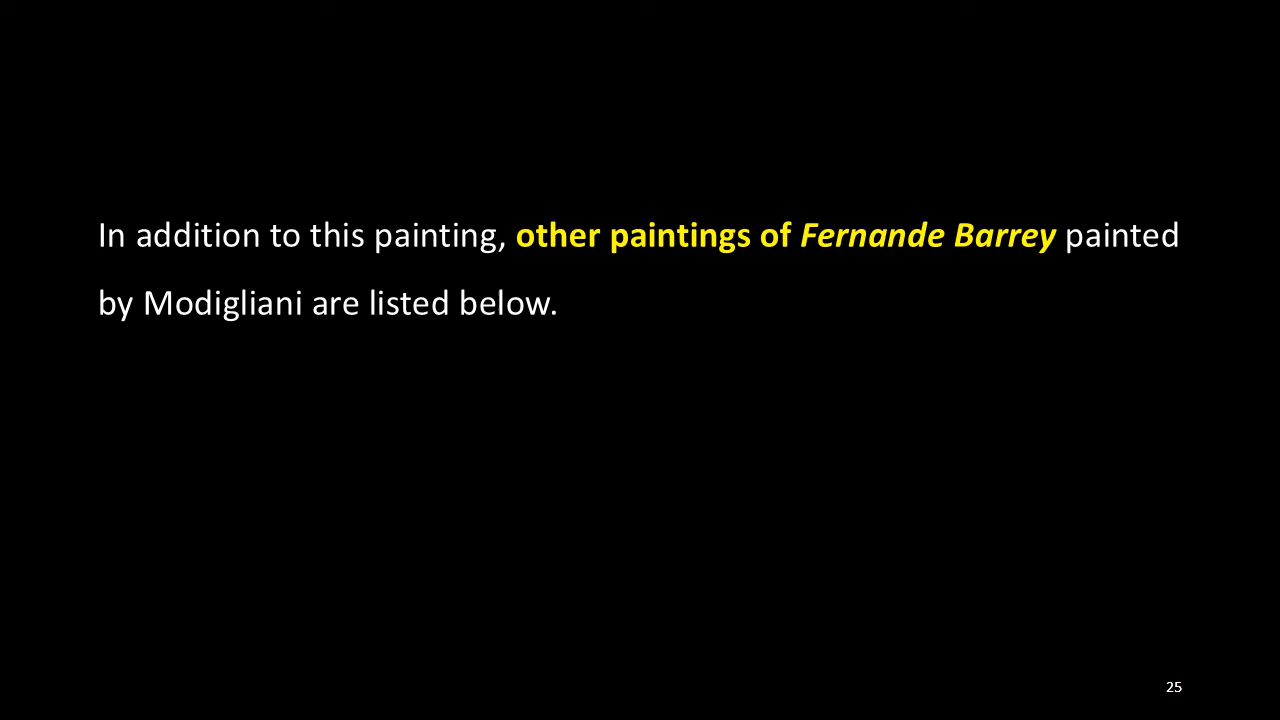 In addition to this painting, other paintings of Fernande Barrey painted
by Modigliani are listed below.
25